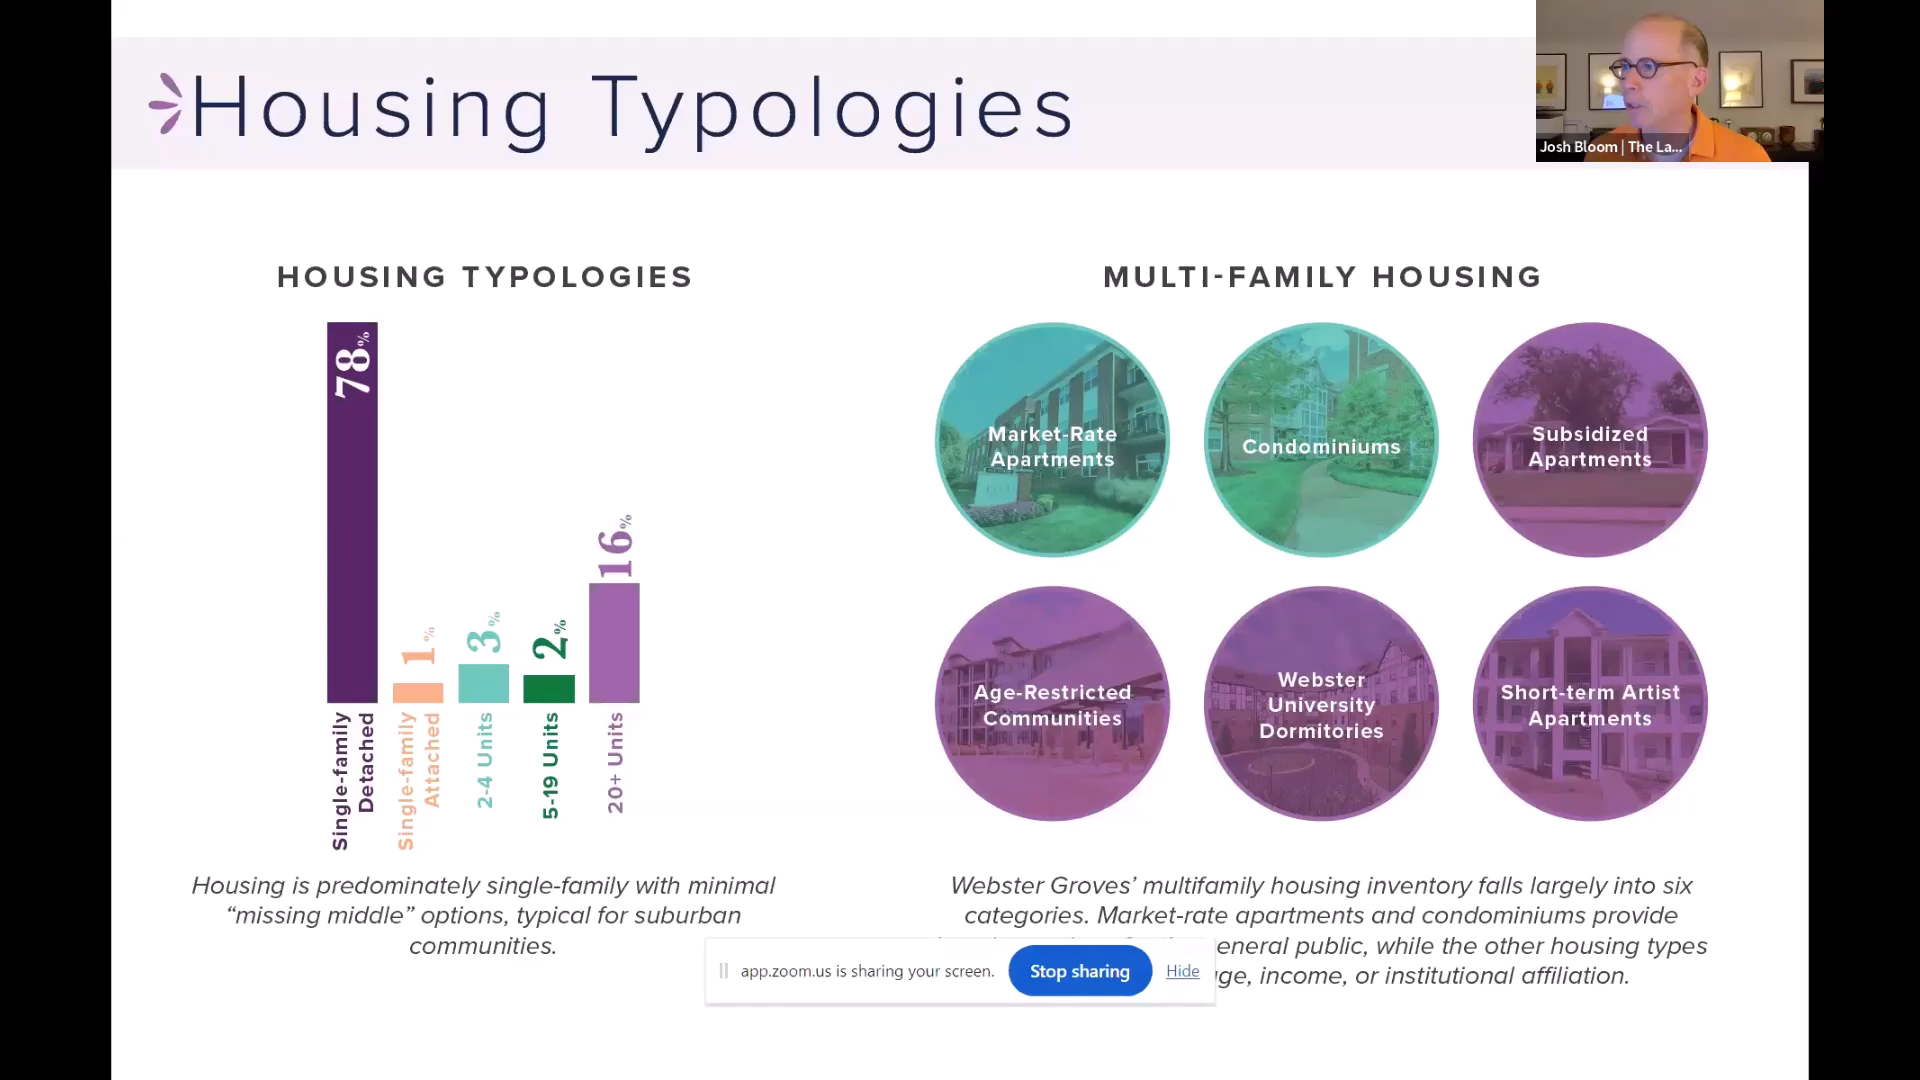 Housing Typologies
Josh Bloom | The La...
HOUSING TYPOLOGIES
78%
1%
3%
2%
16%
Single-family
Detached
Single-family
Attached
2-4 Units
5-19 Units
20+ Units
Housing is predominately single-family with minimal
“missing middle” options, typical for suburban
communities.
MULTI-FAMILY HOUSING
Market-Rate
Apartments
Condominiums
Subsidized
Apartments
Age-Restricted
Communities
Webster
University
Dormitories
Short-term Artist
Apartments
Webster Groves’ multifamily housing inventory falls largely into six
categories. Market-rate apartments and condominiums provide
public, while the other housing types
income, or institutional affiliation.
app.zoom.us is sharing your screen.
Stop sharing
Hide